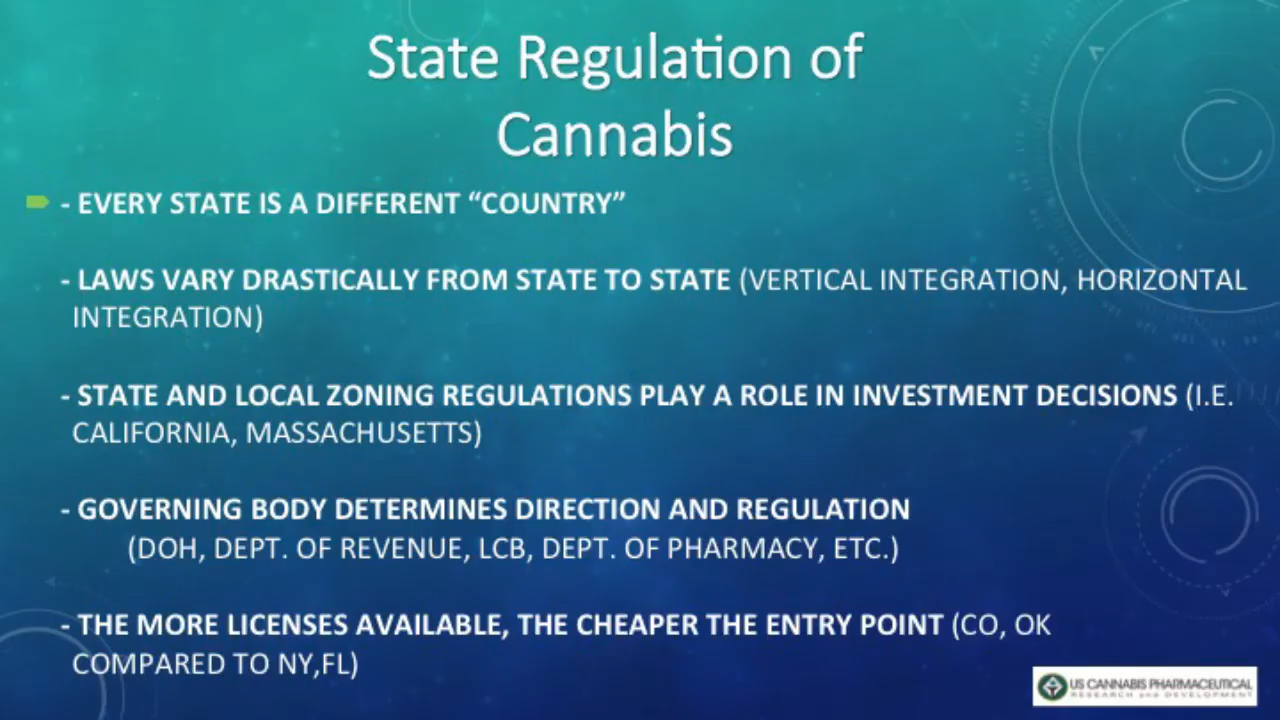 State Regulation of
Cannabis
- EVERY STATE IS A DIFFERENT “COUNTRY”
- LAWS VARY DRASTICALLY FROM STATE TO STATE (VERTICAL INTEGRATION, HORIZONTAL
INTEGRATION)
- STATE AND LOCAL ZONING REGULATIONS PLAY A ROLE IN INVESTMENT DECISIONS (I.E.
CALIFORNIA, MASSACHUSETTS)
- GOVERNING BODY DETERMINES DIRECTION AND REGULATION
(DOH, DEPT. OF REVENUE, LCB, DEPT. OF PHARMACY, ETC.)
- THE MORE LICENSES AVAILABLE, THE CHEAPER THE ENTRY POINT (CO, OK
COMPARED TO NY,FL)
US CANNABIS PHARMACEUTICAL
RESEARCH and DEVELOPMENT